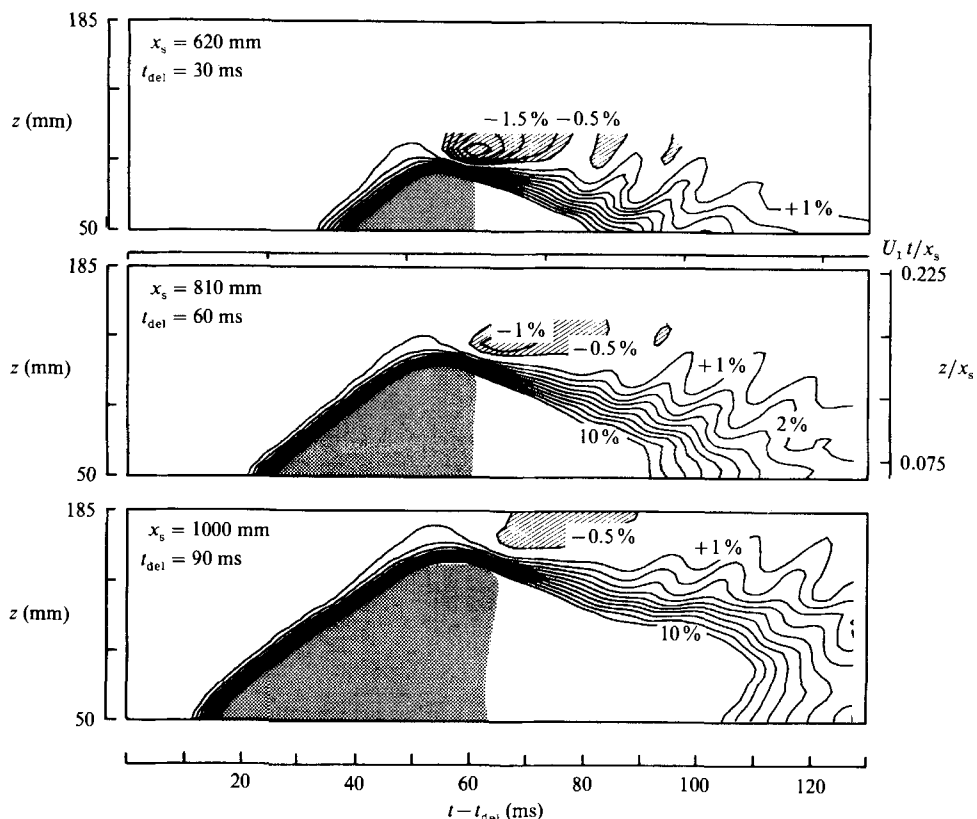 185
x_s = 620 mm
t_del = 30 ms
z (mm)
−1.5% −0.5%
+1%
50
U_1 t/x_s
185
x_s = 810 mm
t_del = 60 ms
0.225
−1%
−0.5%
+1%
z (mm)
z/x_s
2%
10%
50
0.075
185
x_s = 1000 mm
t_del = 90 ms
−0.5%
+1%
z (mm)
10%
50
20 40 60 80 100 120
t − t_del (ms)